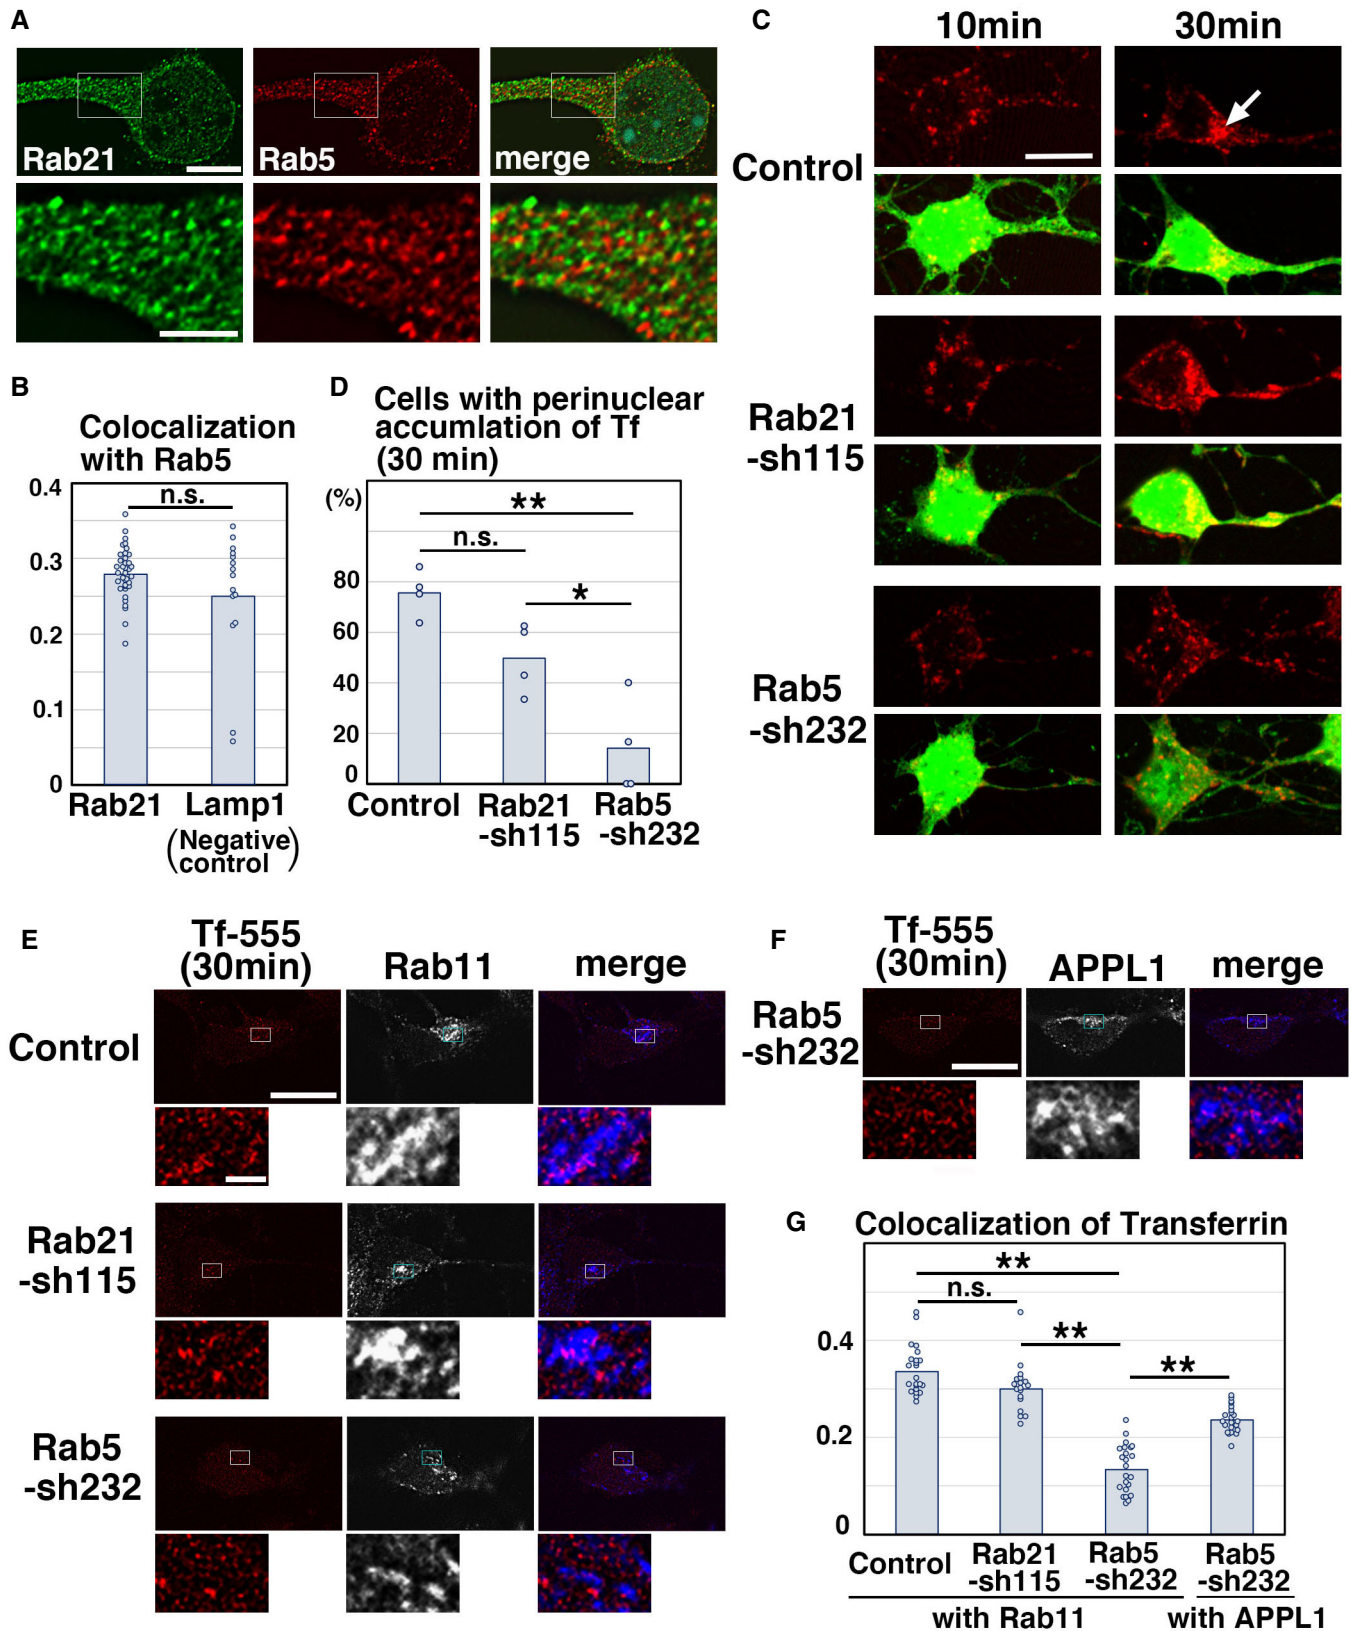 A
Rab21
Rab5
merge
B
Colocalization
with Rab5
0.4
0.3
0.2
0.1
0
n.s.
Rab21
Lamp1
(Negative
control)
D
Cells with perinuclear
accumlation of Tf
(30 min)
(%)
80
60
40
20
0
**
n.s.
*
Control
Rab21
-sh115
Rab5
-sh232
C
10min
30min
Control
Rab21
-sh115
Rab5
-sh232
E
Tf-555
(30min)
Rab11
merge
Control
Rab21
-sh115
Rab5
-sh232
F
Tf-555
(30min)
APPL1
merge
Rab5
-sh232
G
Colocalization of Transferrin
0.4
0.2
0
**
n.s.
**
**
Control
Rab21
-sh115
Rab5
-sh232
Rab5
-sh232
with Rab11
with APPL1